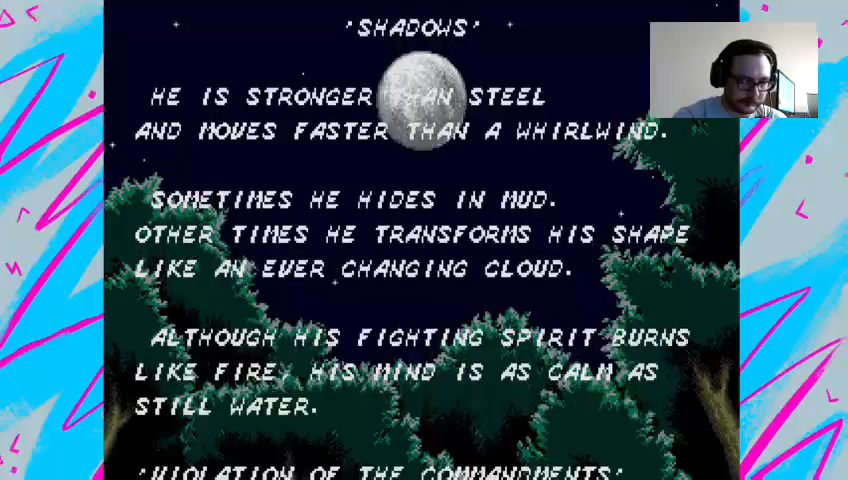 'SHADOWS'
HE IS STRONGER THAN STEEL
AND MOVES FASTER THAN A WHIRLWIND.
SOMETIMES HE HIDES IN MUD.
OTHER TIMES HE TRANSFORMS HIS SHAPE
LIKE AN EVER CHANGING CLOUD.
ALTHOUGH HIS FIGHTING SPIRIT BURNS
LIKE FIRE, HIS MIND IS AS CALM AS
STILL WATER.
'VIOLATION OF THE COMMANDMENTS'